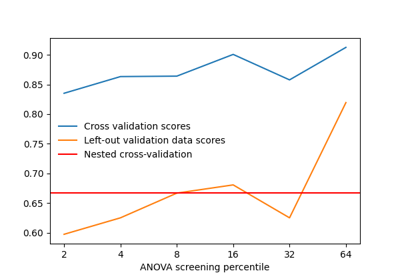 0.90
0.85
0.80
0.75
0.70
0.65
0.60
Cross validation scores
Left-out validation data scores
Nested cross-validation
2 4 8 16 32 64
ANOVA screening percentile